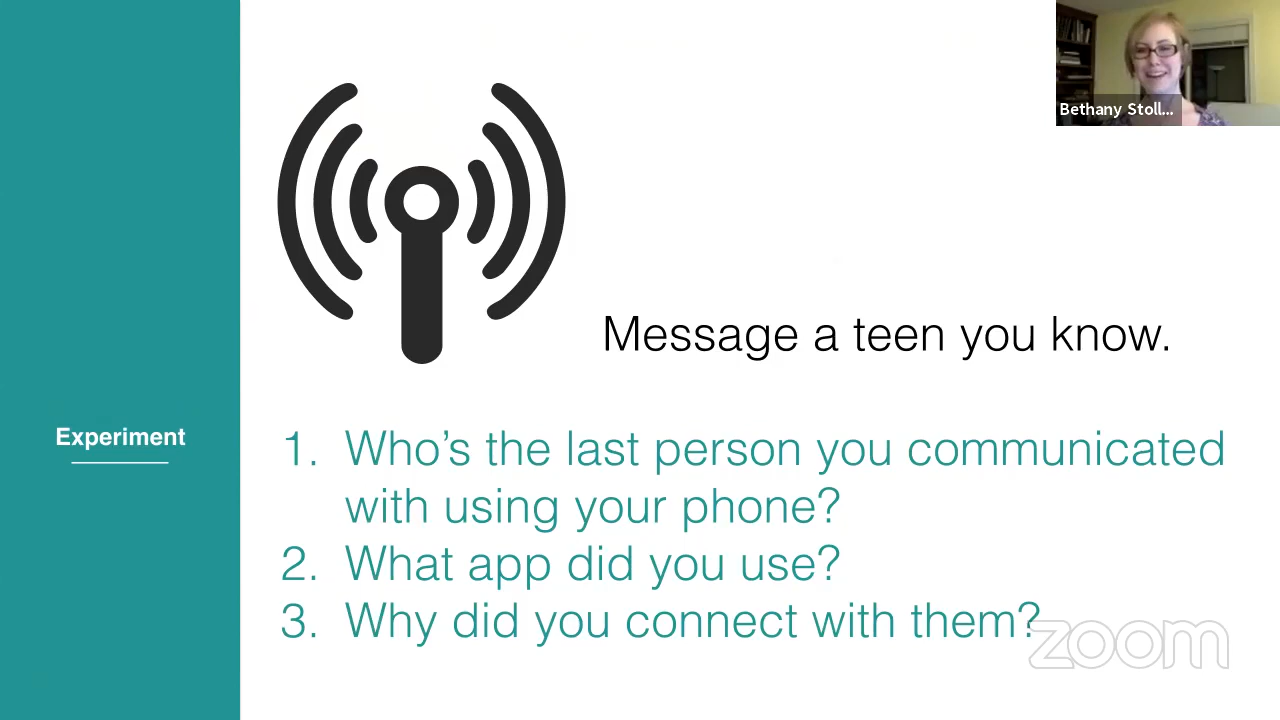 Bethany Stoll...
Message a teen you know.
Experiment
1. Who's the last person you communicated
with using your phone?
2. What app did you use?
3. Why did you connect with them?
zoom